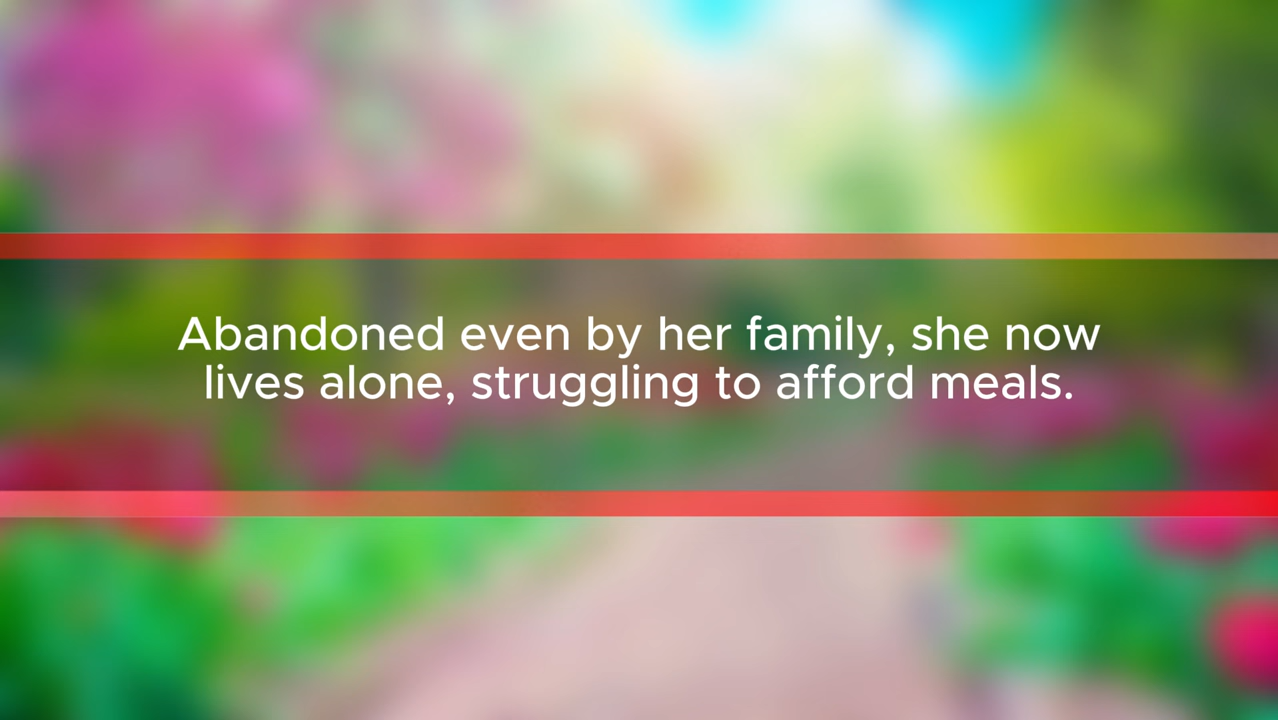 Abandoned even by her family, she now
lives alone, struggling to afford meals.